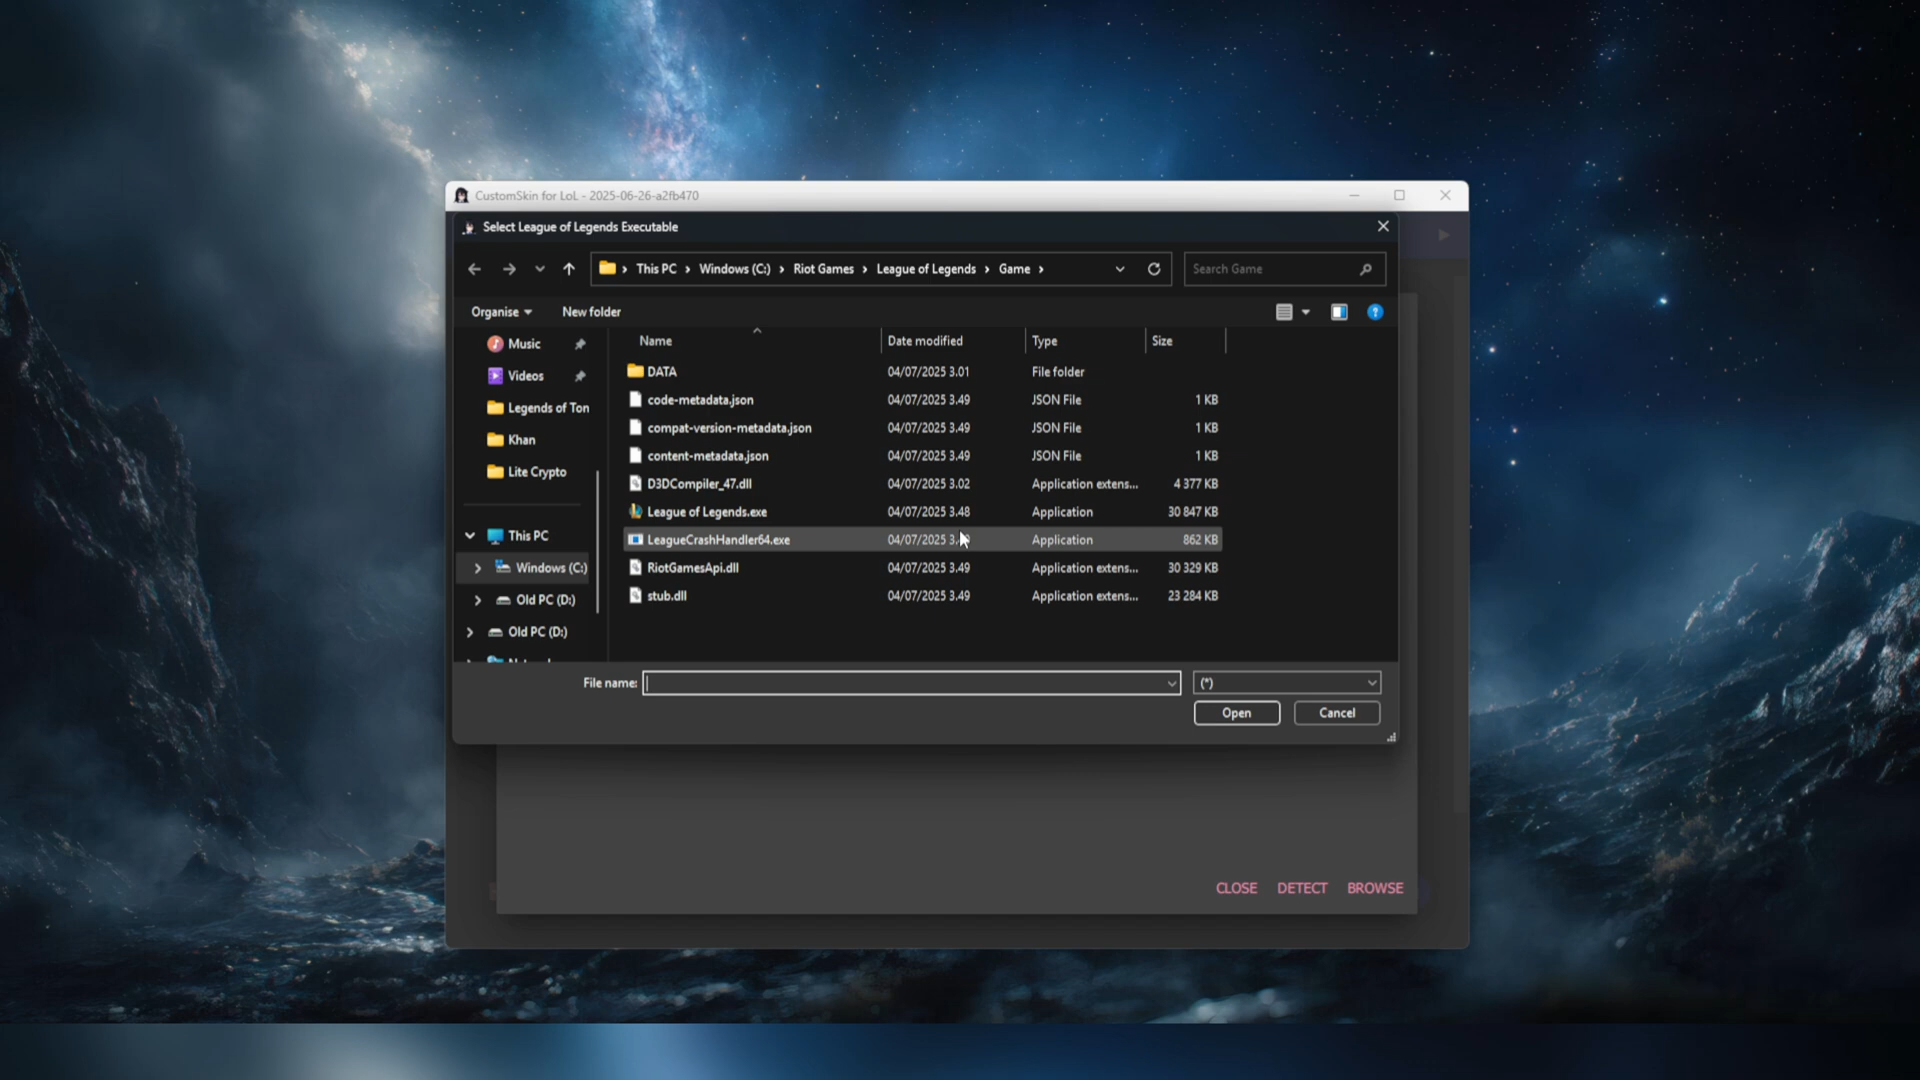 CustomSkin for LoL - 2025-06-26-a2fb470
Select League of Legends Executable
This PC > Windows (C:) > Riot Games > League of Legends > Game >
Search Game
Organise
New folder
Music
Videos
Legends of Ton
Khan
Lite Crypto
This PC
Windows (C:)
Old PC (D:)
Old PC (D:)
Name Date modified Type Size
DATA 04/07/2025 3.01 File folder
code-metadata.json 04/07/2025 3.49 JSON File 1 KB
compat-version-metadata.json 04/07/2025 3.49 JSON File 1 KB
content-metadata.json 04/07/2025 3.49 JSON File 1 KB
D3DCompiler_47.dll 04/07/2025 3.02 Application extens... 4 377 KB
League of Legends.exe 04/07/2025 3.48 Application 30 847 KB
LeagueCrashHandler64.exe 04/07/2025 Application 862 KB
RiotGamesApi.dll 04/07/2025 3.49 Application extens... 30 329 KB
stub.dll 04/07/2025 3.49 Application extens... 23 284 KB
File name:
(*)
Open
Cancel
CLOSE
DETECT
BROWSE